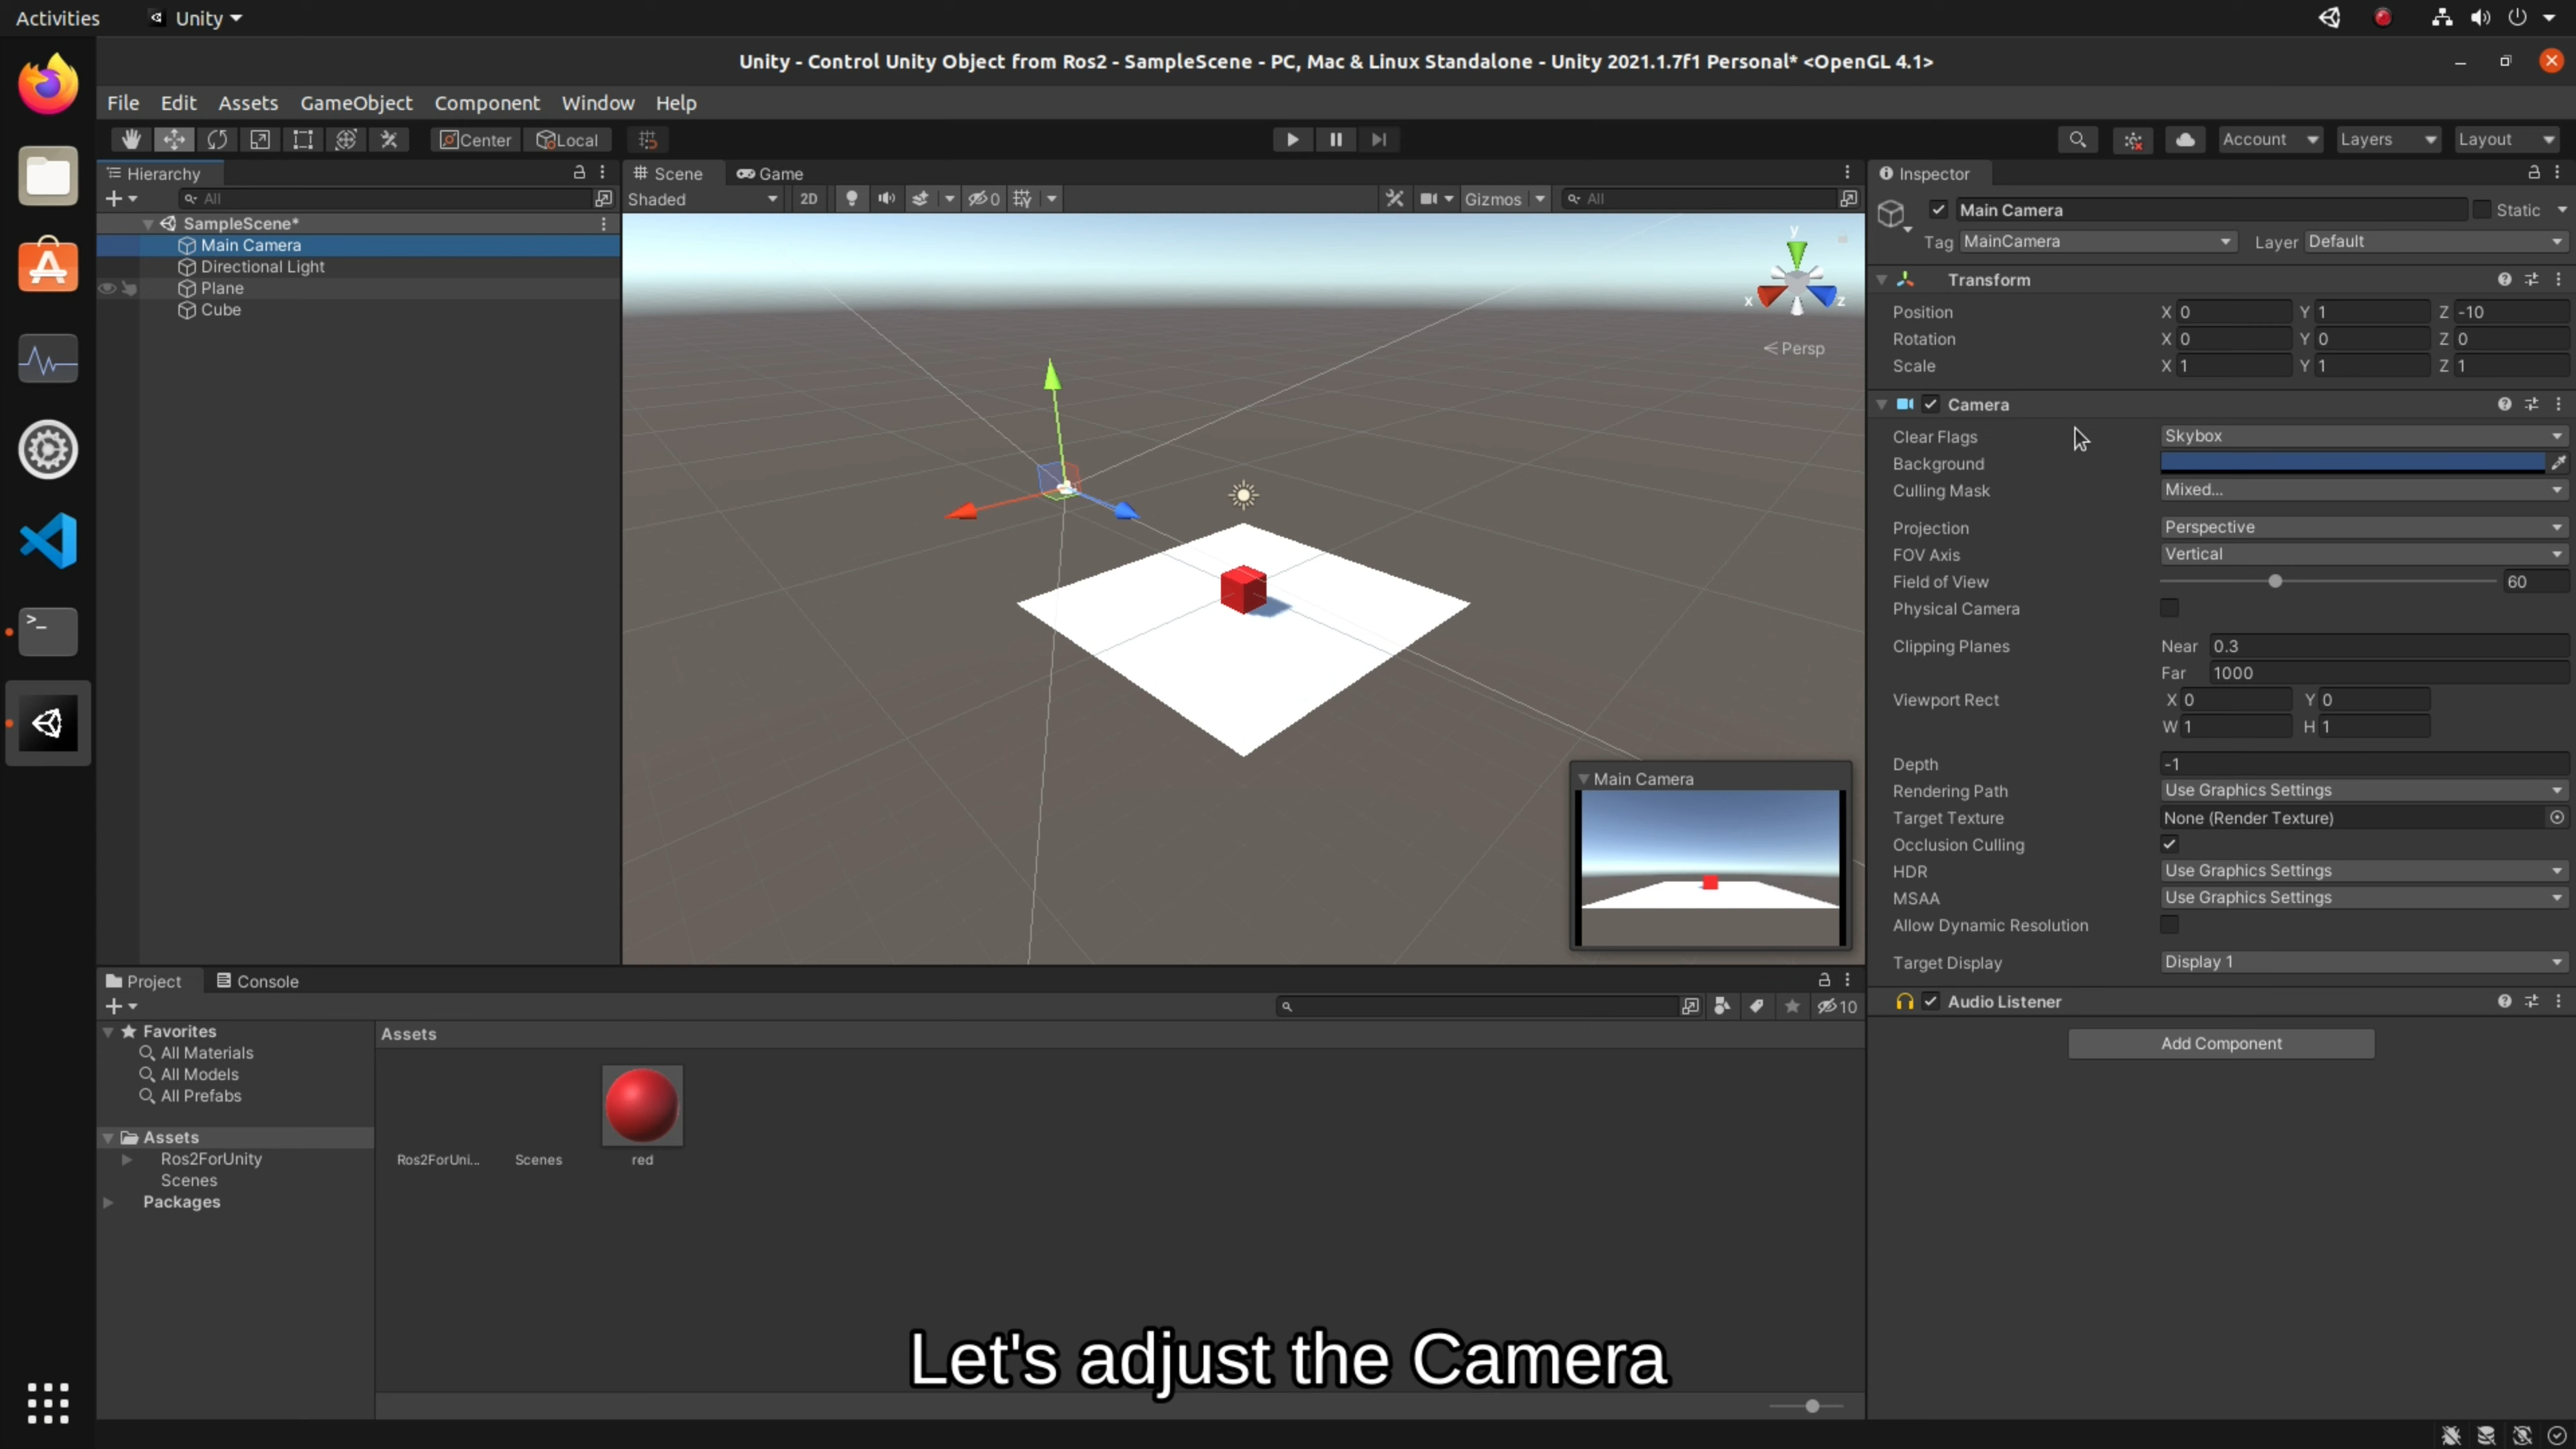 Activities
Unity
Unity - Control Unity Object from Ros2 - SampleScene - PC, Mac & Linux Standalone - Unity 2021.1.7f1 Personal* <OpenGL 4.1>
File Edit Assets GameObject Component Window Help
Center Local Account Layers Layout
Hierarchy
All
SampleScene*
Main Camera
Directional Light
Plane
Cube
Scene Game
Shaded 2D 0 Gizmos All
y
x z
Persp
Main Camera
Inspector
Main Camera Static
Tag MainCamera Layer Default
Transform
Position X 0 Y 1 Z -10
Rotation X 0 Y 0 Z 0
Scale X 1 Y 1 Z 1
Camera
Clear Flags Skybox
Background
Culling Mask Mixed...
Projection Perspective
FOV Axis Vertical
Field of View 60
Physical Camera
Clipping Planes Near 0.3
Far 1000
Viewport Rect X 0 Y 0
W 1 H 1
Depth -1
Rendering Path Use Graphics Settings
Target Texture None (Render Texture)
Occlusion Culling
HDR Use Graphics Settings
MSAA Use Graphics Settings
Allow Dynamic Resolution
Target Display Display 1
Audio Listener
Add Component
Project Console
10
Favorites
All Materials
All Models
All Prefabs
Assets
Ros2ForUnity
Scenes
Packages
Assets
Ros2ForUni... Scenes red
Let's adjust the Camera